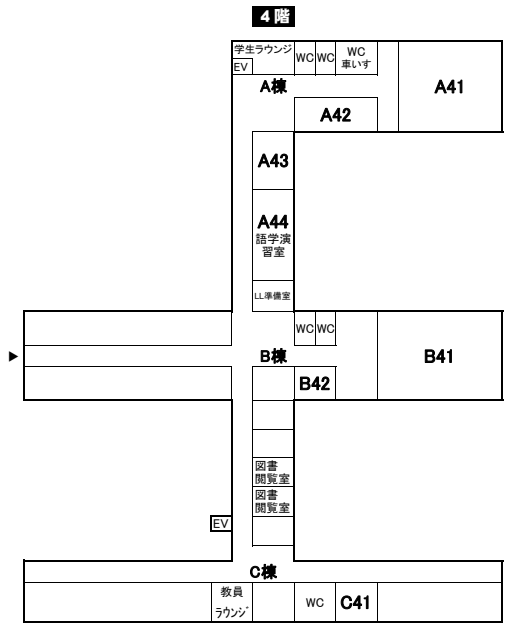 4階
学生ラウンジ
WC
WC
WC
車いす
EV
A棟
A41
A42
A43
A44
語学演
習室
LL準備室
WC
WC
▶
B棟
B41
B42
図書
閲覧室
図書
閲覧室
EV
C棟
教員
ラウンジ
WC
C41